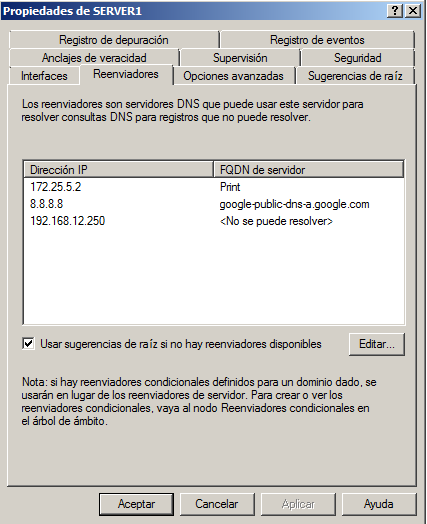 Propiedades de SERVER1
Registro de depuración
Registro de eventos
Anclajes de veracidad
Supervisión
Seguridad
Interfaces
Reenviadores
Opciones avanzadas
Sugerencias de raíz
Los reenviadores son servidores DNS que puede usar este servidor para
resolver consultas DNS para registros que no puede resolver.
Dirección IP
FQDN de servidor
172.25.5.2
Print
8.8.8.8
google-public-dns-a.google.com
192.168.12.250
<No se puede resolver>
Usar sugerencias de raíz si no hay reenviadores disponibles
Editar...
Nota: si hay reenviadores condicionales definidos para un dominio dado, se
usarán en lugar de los reenviadores de servidor. Para crear o ver los
reenviadores condicionales, vaya al nodo Reenviadores condicionales en
el árbol de ámbito.
Aceptar
Cancelar
Aplicar
Ayuda